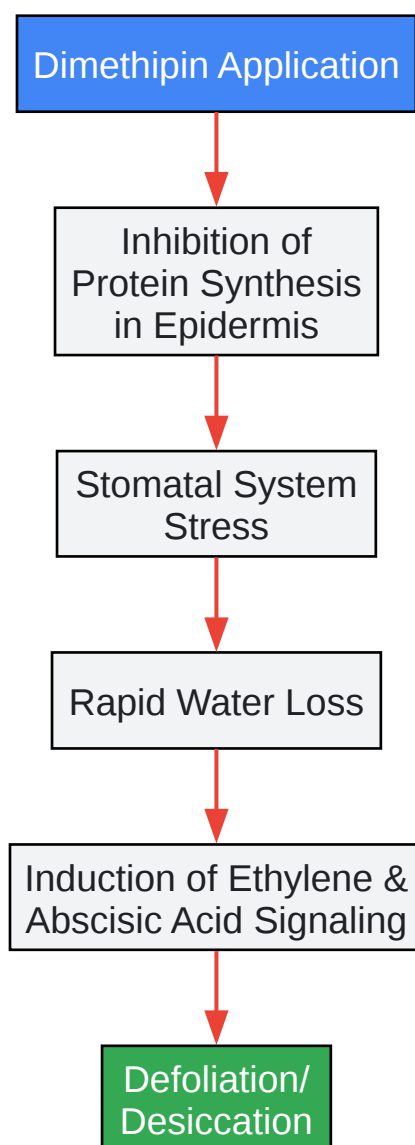 Dimethipin Application
Inhibition of
Protein Synthesis
in Epidermis
Stomatal System
Stress
Rapid Water Loss
Induction of Ethylene &
Abscisic Acid Signaling
Defoliation/
Desiccation